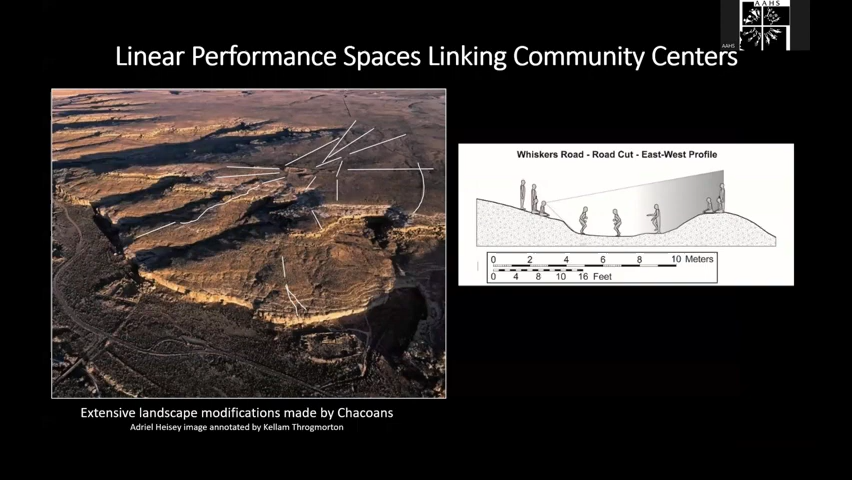 AAHS
AAHS
Linear Performance Spaces Linking Community Centers
Whiskers Road - Road Cut - East-West Profile
0 2 4 6 8 10 Meters
0 4 8 10 16 Feet
Extensive landscape modifications made by Chacoans
Adriel Heisey image annotated by Kellam Throgmorton